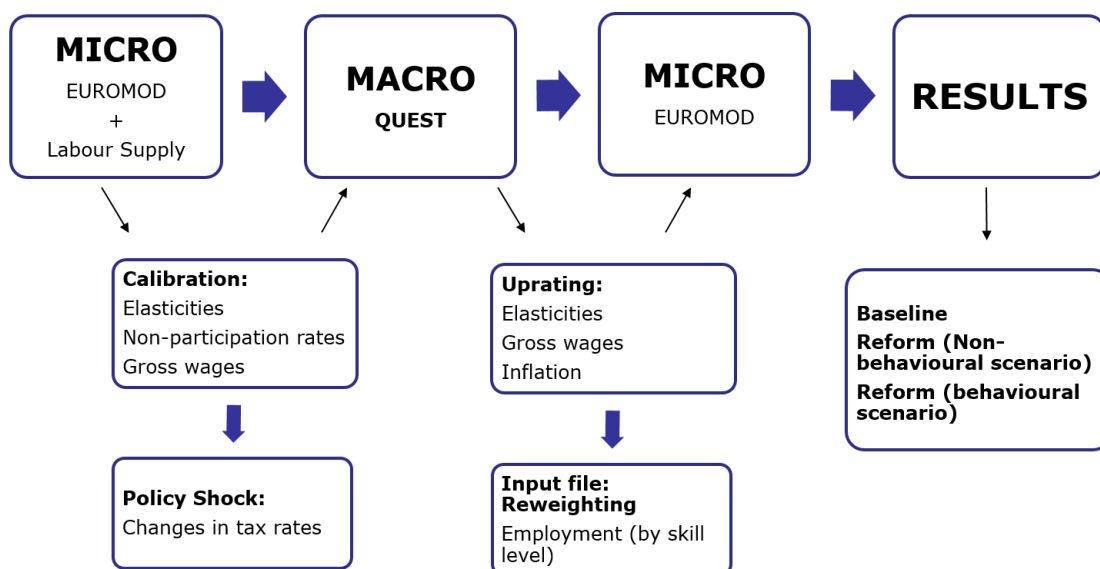 MICRO
EUROMOD
+
Labour Supply
MACRO
QUEST
MICRO
EUROMOD
RESULTS
Calibration:
Elasticities
Non-participation rates
Gross wages
Policy Shock:
Changes in tax rates
Uprating:
Elasticities
Gross wages
Inflation
Input file:
Reweighting
Employment (by skill
level)
Baseline
Reform (Non-
behavioural scenario)
Reform (behavioural
scenario)